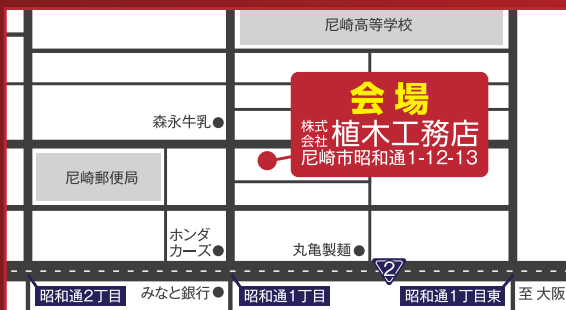 尼崎高等学校
会場
株式
会社 植木工務店
尼崎市昭和通1-12-13
森永牛乳
尼崎郵便局
ホンダ
カーズ
丸亀製麺
2
昭和通2丁目
みなと銀行
昭和通1丁目
昭和通1丁目東
至 大阪